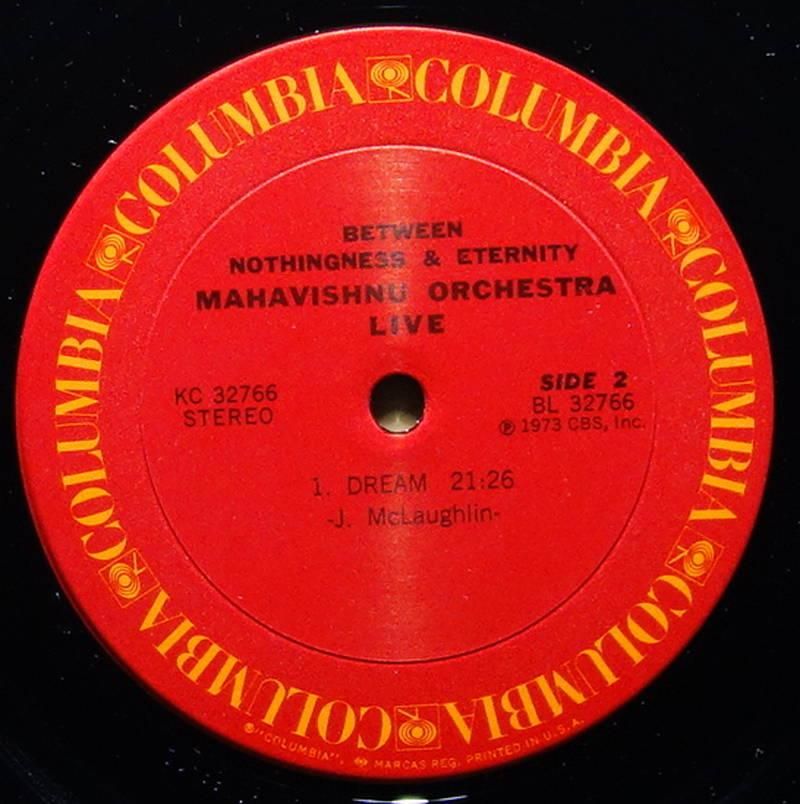 COLUMBIA COLUMBIA COLUMBIA COLUMBIA COLUMBIA COLUMBIA COLUMBIA
BETWEEN
NOTHINGNESS & ETERNITY
MAHAVISHNU ORCHESTRA
LIVE
KC 32766
STEREO
SIDE 2
BL 32766
℗ 1973 CBS, Inc.
1. DREAM 21:26
-J. McLaughlin-
®"COLUMBIA", MARCAS REG. PRINTED IN U.S.A.